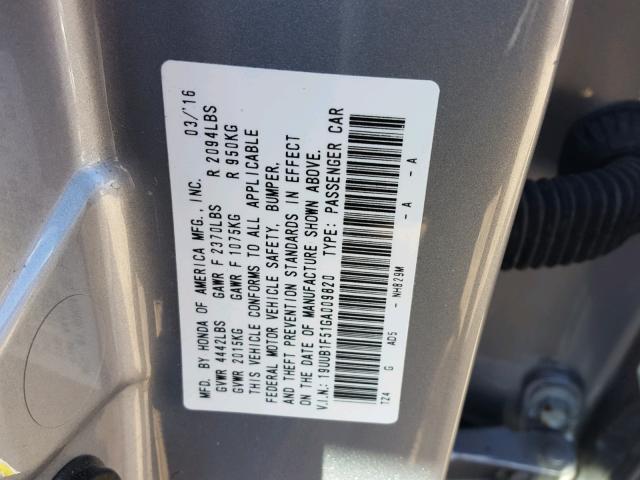 MFD. BY HONDA OF AMERICA MFG., INC. 03/'16
GVWR 4442LBS GAWR F 2370LBS R 2094LBS
GVWR 2015KG GAWR F 1075KG R 950KG
THIS VEHICLE CONFORMS TO ALL APPLICABLE
FEDERAL MOTOR VEHICLE SAFETY, BUMPER,
AND THEFT PREVENTION STANDARDS IN EFFECT
ON THE DATE OF MANUFACTURE SHOWN ABOVE.
V.I.N.: 19UUB1F51GA009820 TYPE: PASSENGER CAR
T24 G AD5 - NH829M - A - A